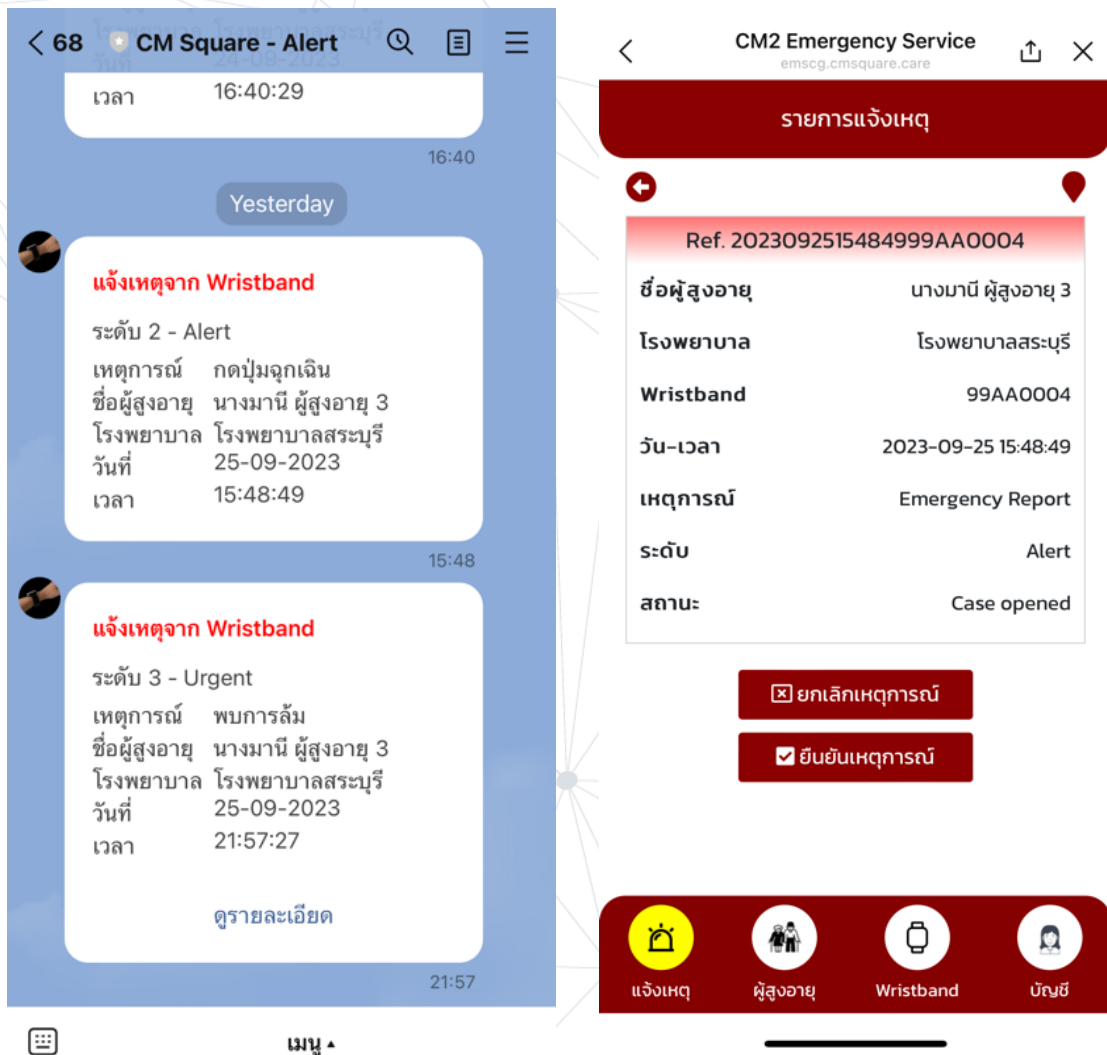 68 CM Square - Alert
วันที่ 24-09-2023
เวลา 16:40:29
16:40
Yesterday
แจ้งเหตุจาก Wristband
ระดับ 2 - Alert
เหตุการณ์ กดปุ่มฉุกเฉิน
ชื่อผู้สูงอายุ นางมานี ผู้สูงอายุ 3
โรงพยาบาล โรงพยาบาลสระบุรี
วันที่ 25-09-2023
เวลา 15:48:49
15:48
แจ้งเหตุจาก Wristband
ระดับ 3 - Urgent
เหตุการณ์ พบการล้ม
ชื่อผู้สูงอายุ นางมานี ผู้สูงอายุ 3
โรงพยาบาล โรงพยาบาลสระบุรี
วันที่ 25-09-2023
เวลา 21:57:27
ดูรายละเอียด
21:57
เมนู
CM2 Emergency Service
emscg.cmsquare.care
รายการแจ้งเหตุ
Ref. 2023092515484999AA0004
ชื่อผู้สูงอายุ นางมานี ผู้สูงอายุ 3
โรงพยาบาล โรงพยาบาลสระบุรี
Wristband 99AA0004
วัน-เวลา 2023-09-25 15:48:49
เหตุการณ์ Emergency Report
ระดับ Alert
สถานะ Case opened
ยกเลิกเหตุการณ์
ยืนยันเหตุการณ์
แจ้งเหตุ ผู้สูงอายุ Wristband บัญชี